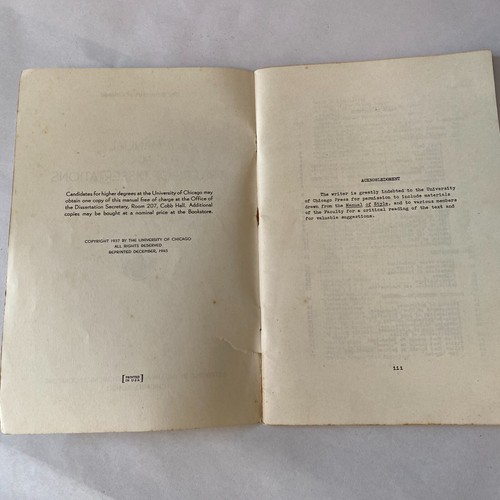 Candidates for higher degrees at the University of Chicago may
obtain one copy of this manual free of charge at the Office of
the Dissertation Secretary, Room 207, Cobb Hall. Additional
copies may be bought at a nominal price at the Bookstore.
COPYRIGHT 1937 BY THE UNIVERSITY OF CHICAGO
ALL RIGHTS RESERVED
REPRINTED DECEMBER,
[PRINTED
IN U.S.A.]
ACKNOWLEDGMENT
The writer is greatly indebted to the University
of Chicago Press for permission to include materials
drawn from the Manual of Style, and to various members
of the Faculty for a critical reading of the text and
for valuable suggestions.
iii